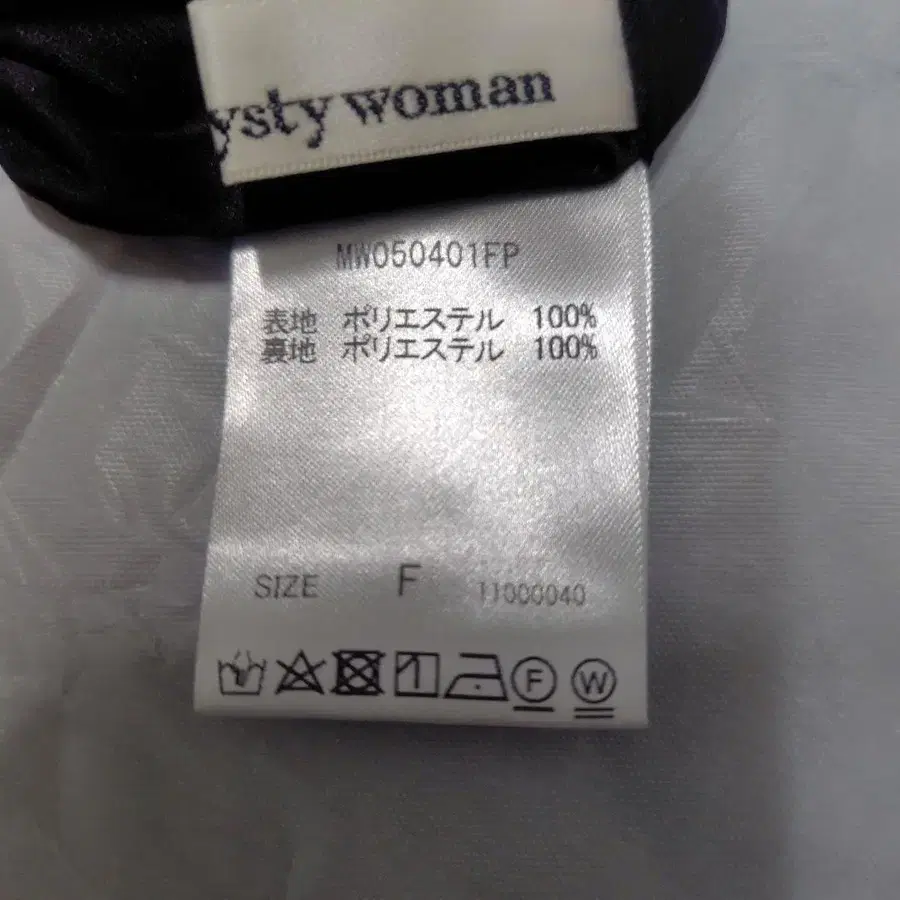 ysty woman
MW050401FP
表地 ポリエステル 100%
裏地 ポリエステル 100%
SIZE F 11000040
F W